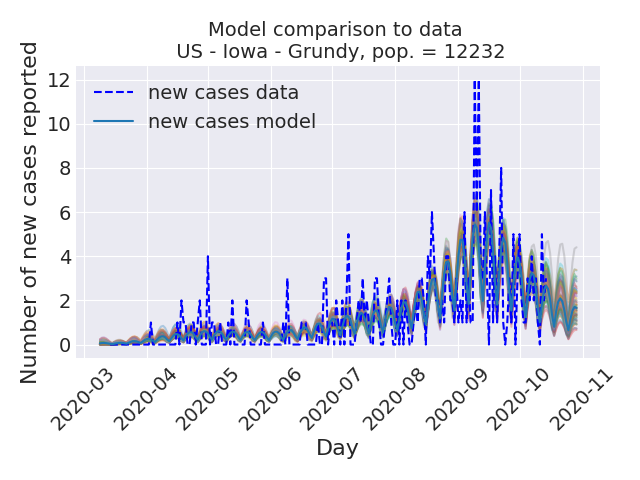 Model comparison to data
US - Iowa - Grundy, pop. = 12232
Number of new cases reported
12
10
8
6
4
2
0
new cases data
new cases model
2020-03
2020-04
2020-05
2020-06
2020-07
2020-08
2020-09
2020-10
2020-11
Day